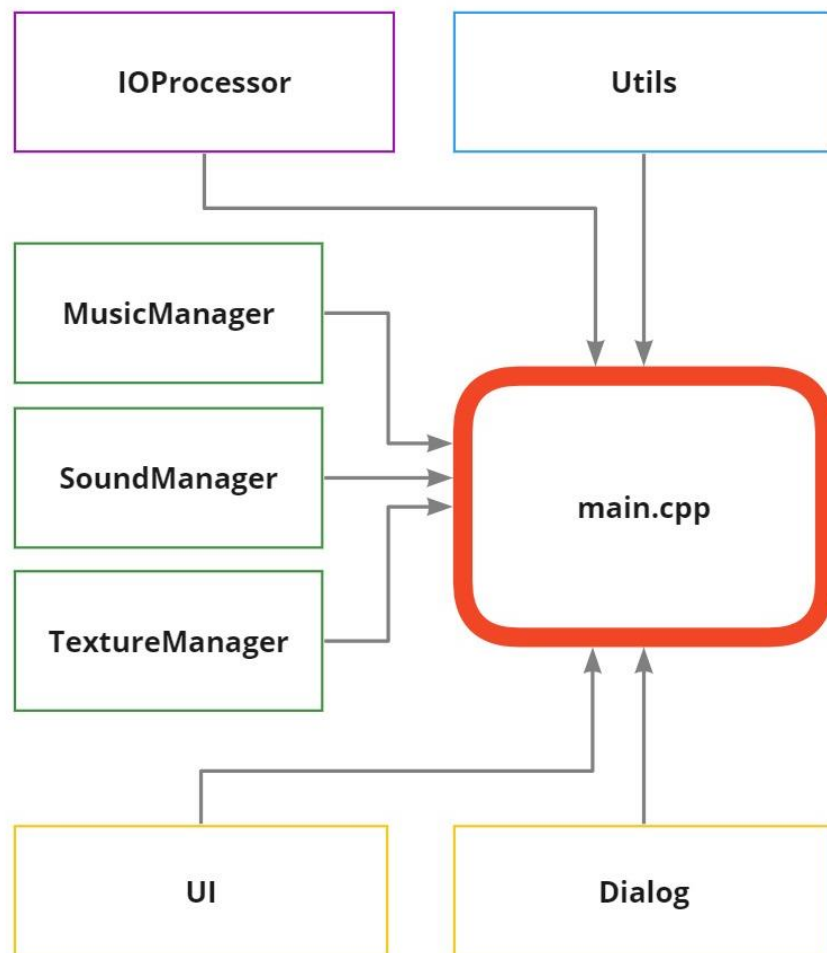 IOProcessor
Utils
MusicManager
SoundManager
main.cpp
TextureManager
UI
Dialog